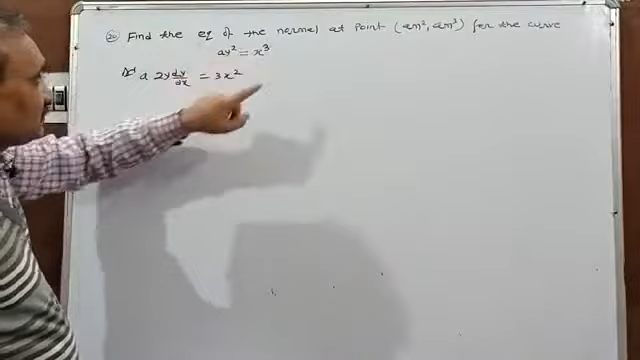 20 Find the eq of the normal at point (am², am³) for the curve
ay² = x³
a 2y dy/dx = 3x²